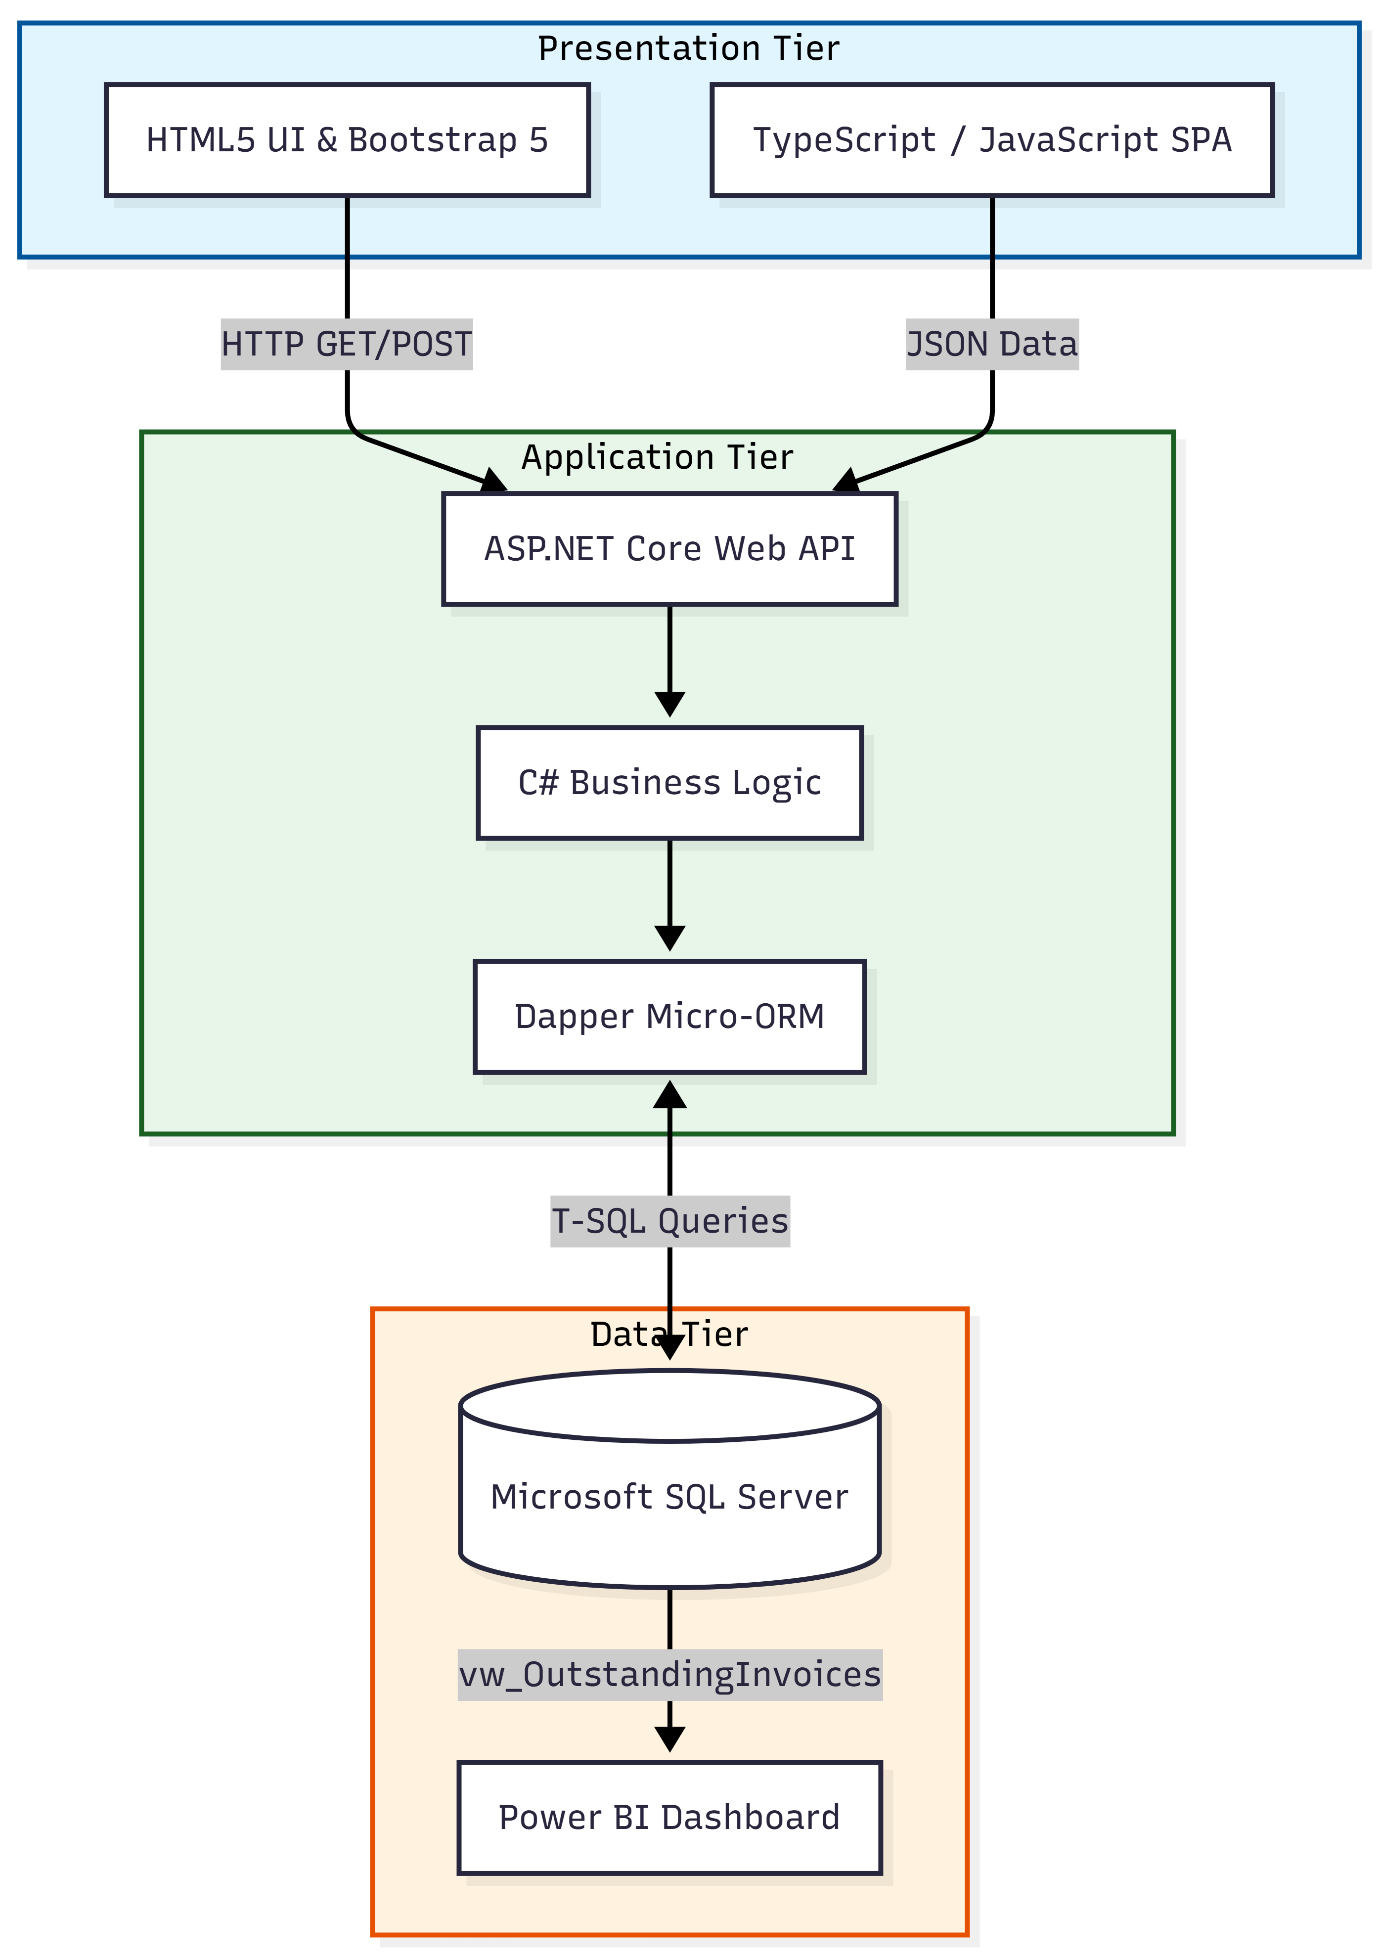 Presentation Tier
HTML5 UI & Bootstrap 5
TypeScript / JavaScript SPA
HTTP GET/POST
JSON Data
Application Tier
ASP.NET Core Web API
C# Business Logic
Dapper Micro-ORM
T-SQL Queries
Data Tier
Microsoft SQL Server
vw_OutstandingInvoices
Power BI Dashboard